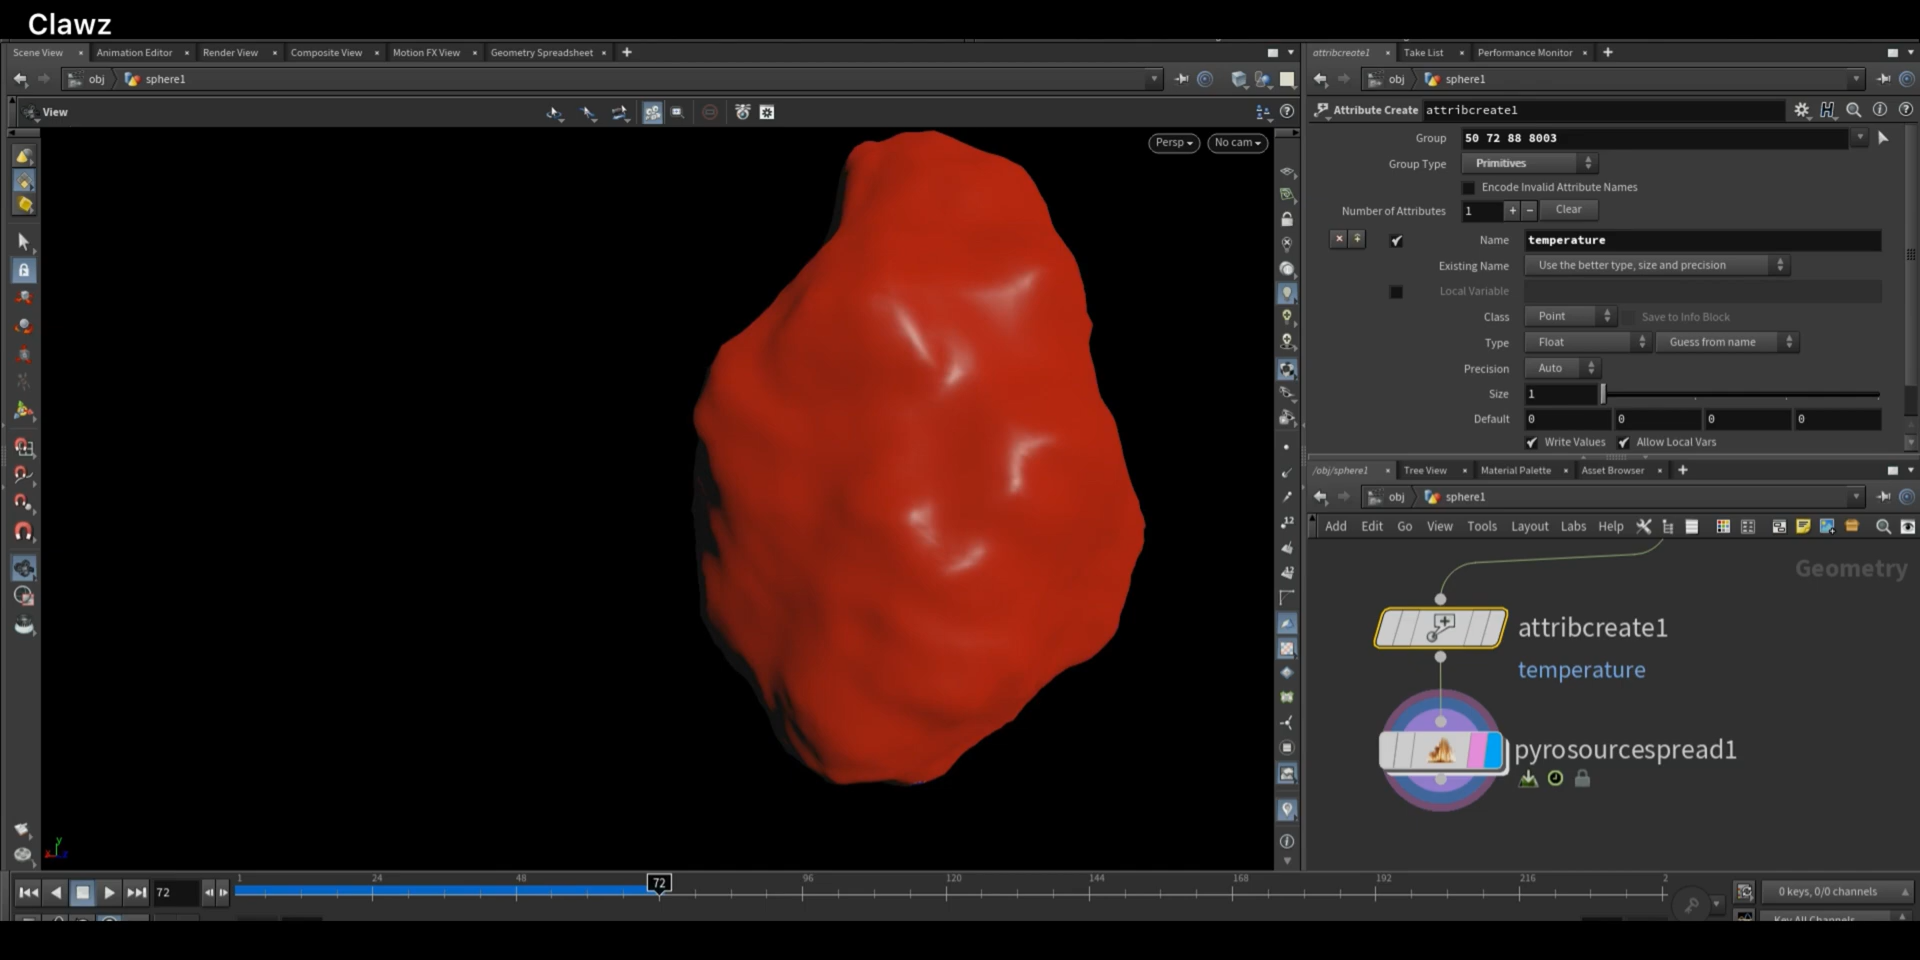 Clawz
Scene View × Animation Editor × Render View × Composite View × Motion FX View × Geometry Spreadsheet × +
obj sphere1
View
Persp No cam
attribcreate1 × Take List × Performance Monitor × +
obj sphere1
Attribute Create attribcreate1
Group 50 72 88 8003
Group Type Primitives
Encode Invalid Attribute Names
Number of Attributes 1 + − Clear
Name temperature
Existing Name Use the better type, size and precision
Local Variable
Class Point Save to Info Block
Type Float Guess from name
Precision Auto
Size 1
Default 0 0 0 0
Write Values Allow Local Vars
/obj/sphere1 × Tree View × Material Palette × Asset Browser × +
obj sphere1
Add Edit Go View Tools Layout Labs Help
Geometry
attribcreate1
temperature
pyrosourcespread1
y
x z
12
72 1 24 48 72 96 120 144 168 192 216 2
0 keys, 0/0 channels
Key All Channels